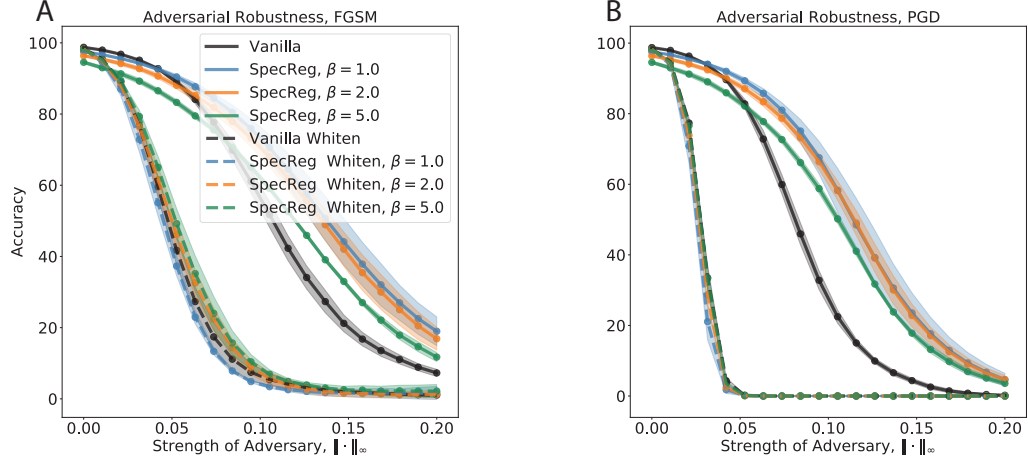 A
Adversarial Robustness, FGSM
100
80
60
40
20
0
Accuracy
Vanilla
SpecReg, β = 1.0
SpecReg, β = 2.0
SpecReg, β = 5.0
Vanilla Whiten
SpecReg Whiten, β = 1.0
SpecReg Whiten, β = 2.0
SpecReg Whiten, β = 5.0
0.00 0.05 0.10 0.15 0.20
Strength of Adversary, ‖·‖∞
B
Adversarial Robustness, PGD
100
80
60
40
20
0
0.00 0.05 0.10 0.15 0.20
Strength of Adversary, ‖·‖∞